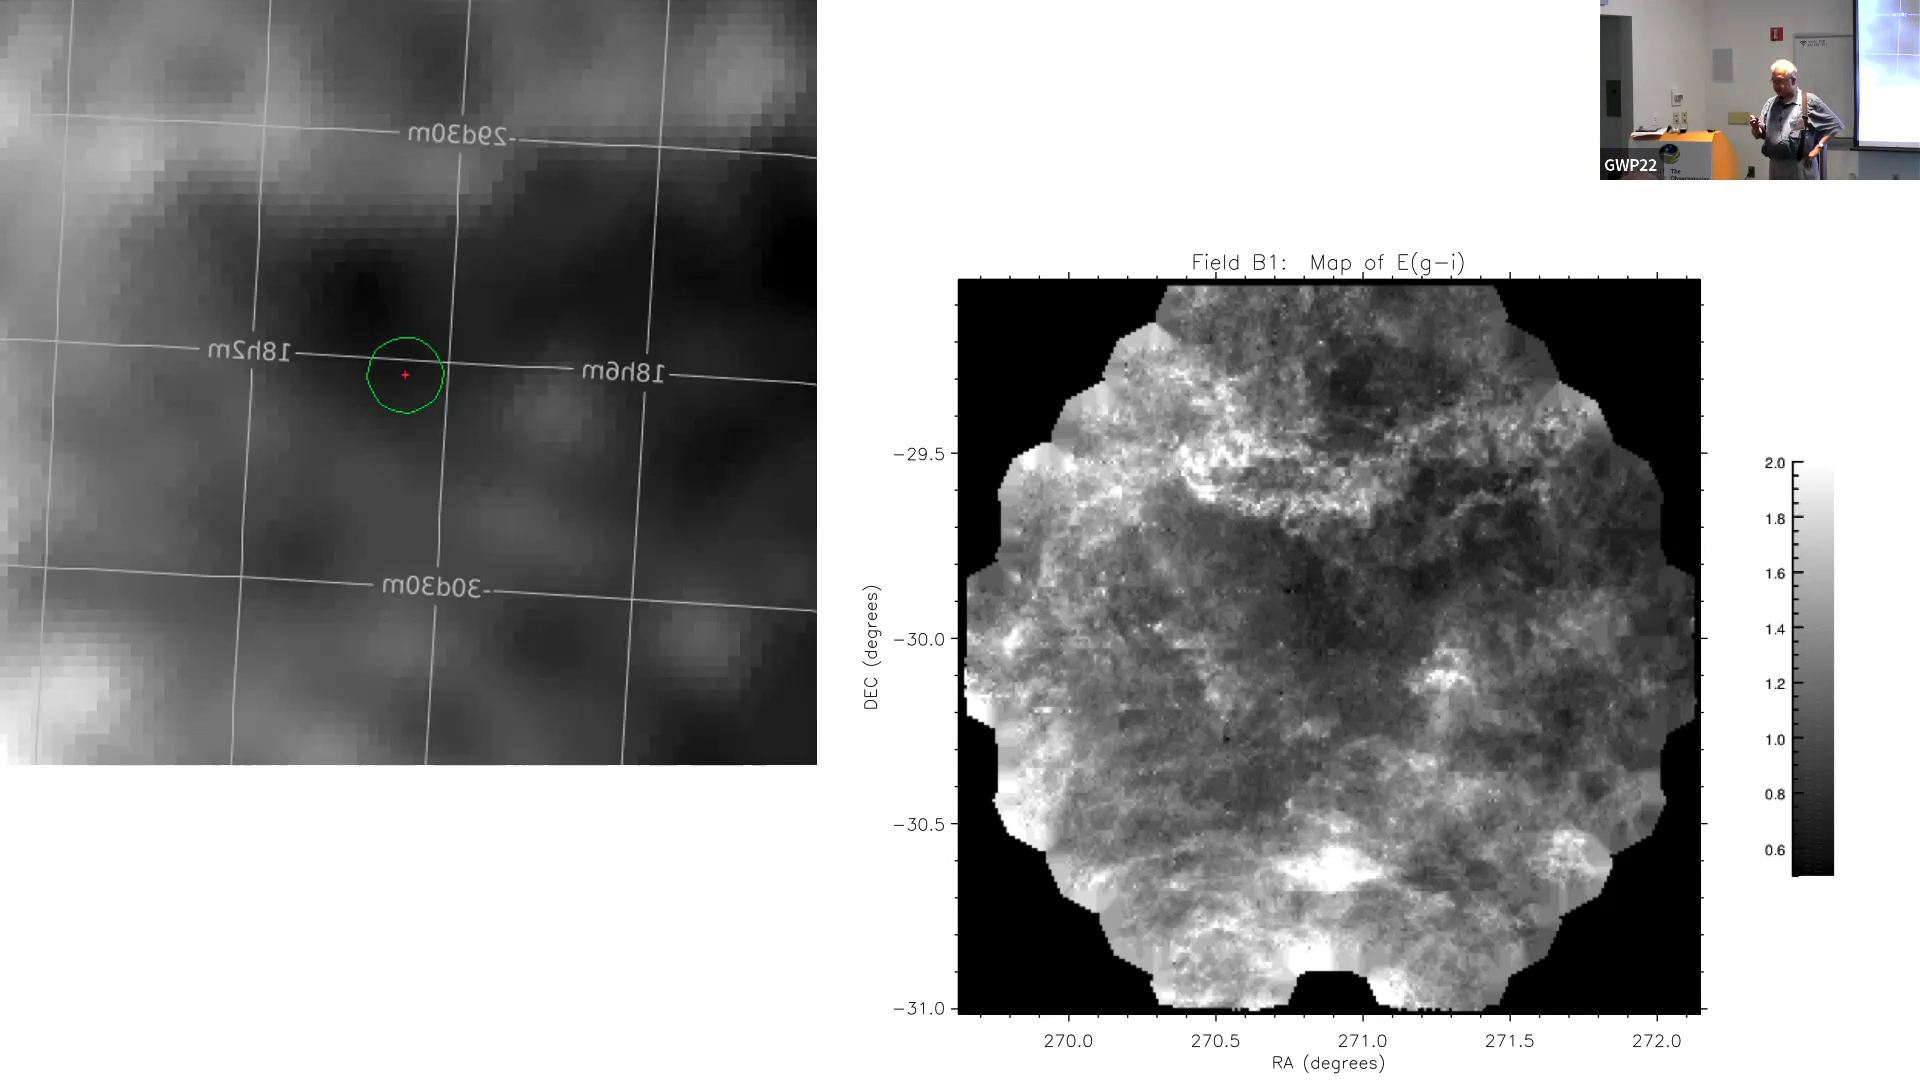 -29d30m
18h2m
18h6m
-30d30m
GWP22
The
Observatories
Field B1: Map of E(g-i)
DEC (degrees)
-29.5
-30.0
-30.5
-31.0
270.0 270.5 271.0 271.5 272.0
RA (degrees)
2.0
1.8
1.6
1.4
1.2
1.0
0.8
0.6